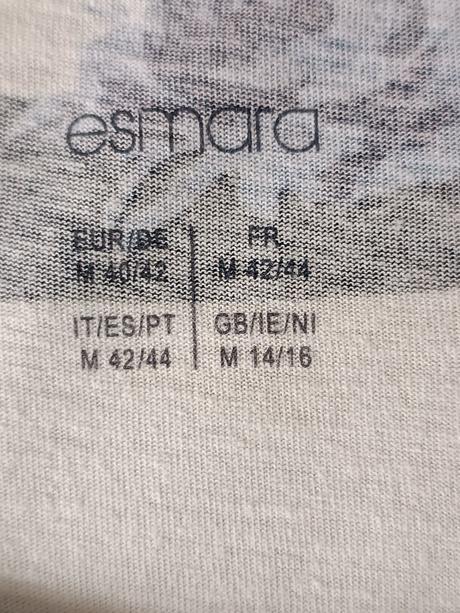 esmara
EUR/DE
M 40/42
FR
M 42/44
IT/ES/PT
M 42/44
GB/IE/NI
M 14/16